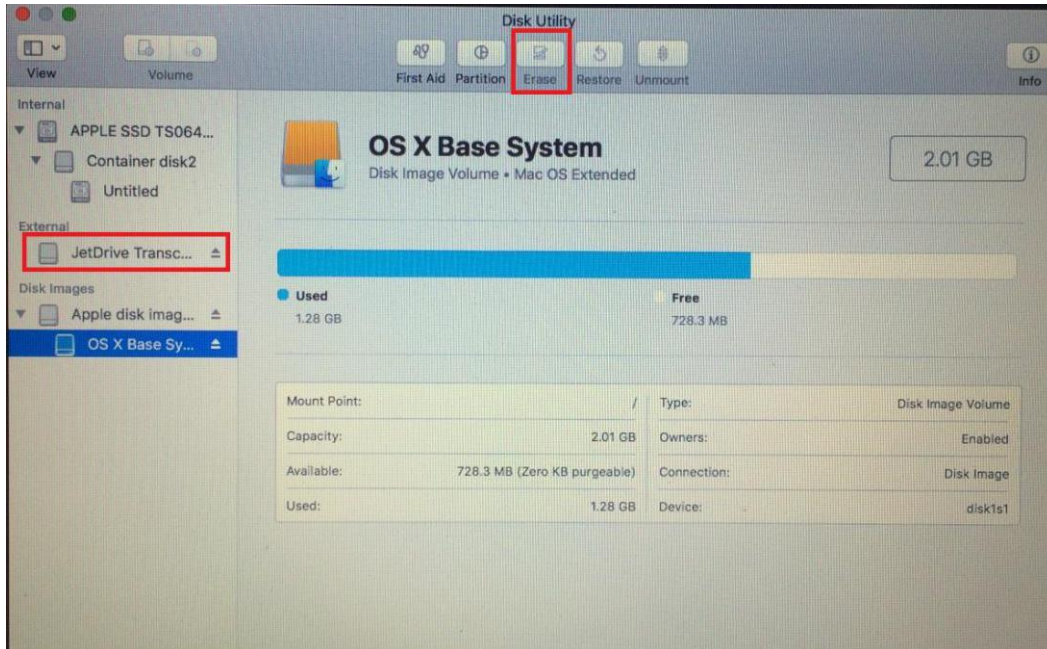 Disk Utility
View
Volume
First Aid
Partition
Erase
Restore
Unmount
Info
Internal
APPLE SSD TS064...
Container disk2
Untitled
External
JetDrive Transc...
Disk Images
Apple disk imag...
OS X Base Sy...
OS X Base System
Disk Image Volume • Mac OS Extended
2.01 GB
Used
1.28 GB
Free
728.3 MB
Mount Point: /
Capacity: 2.01 GB
Available: 728.3 MB (Zero KB purgeable)
Used: 1.28 GB
Type: Disk Image Volume
Owners: Enabled
Connection: Disk Image
Device: disk1s1